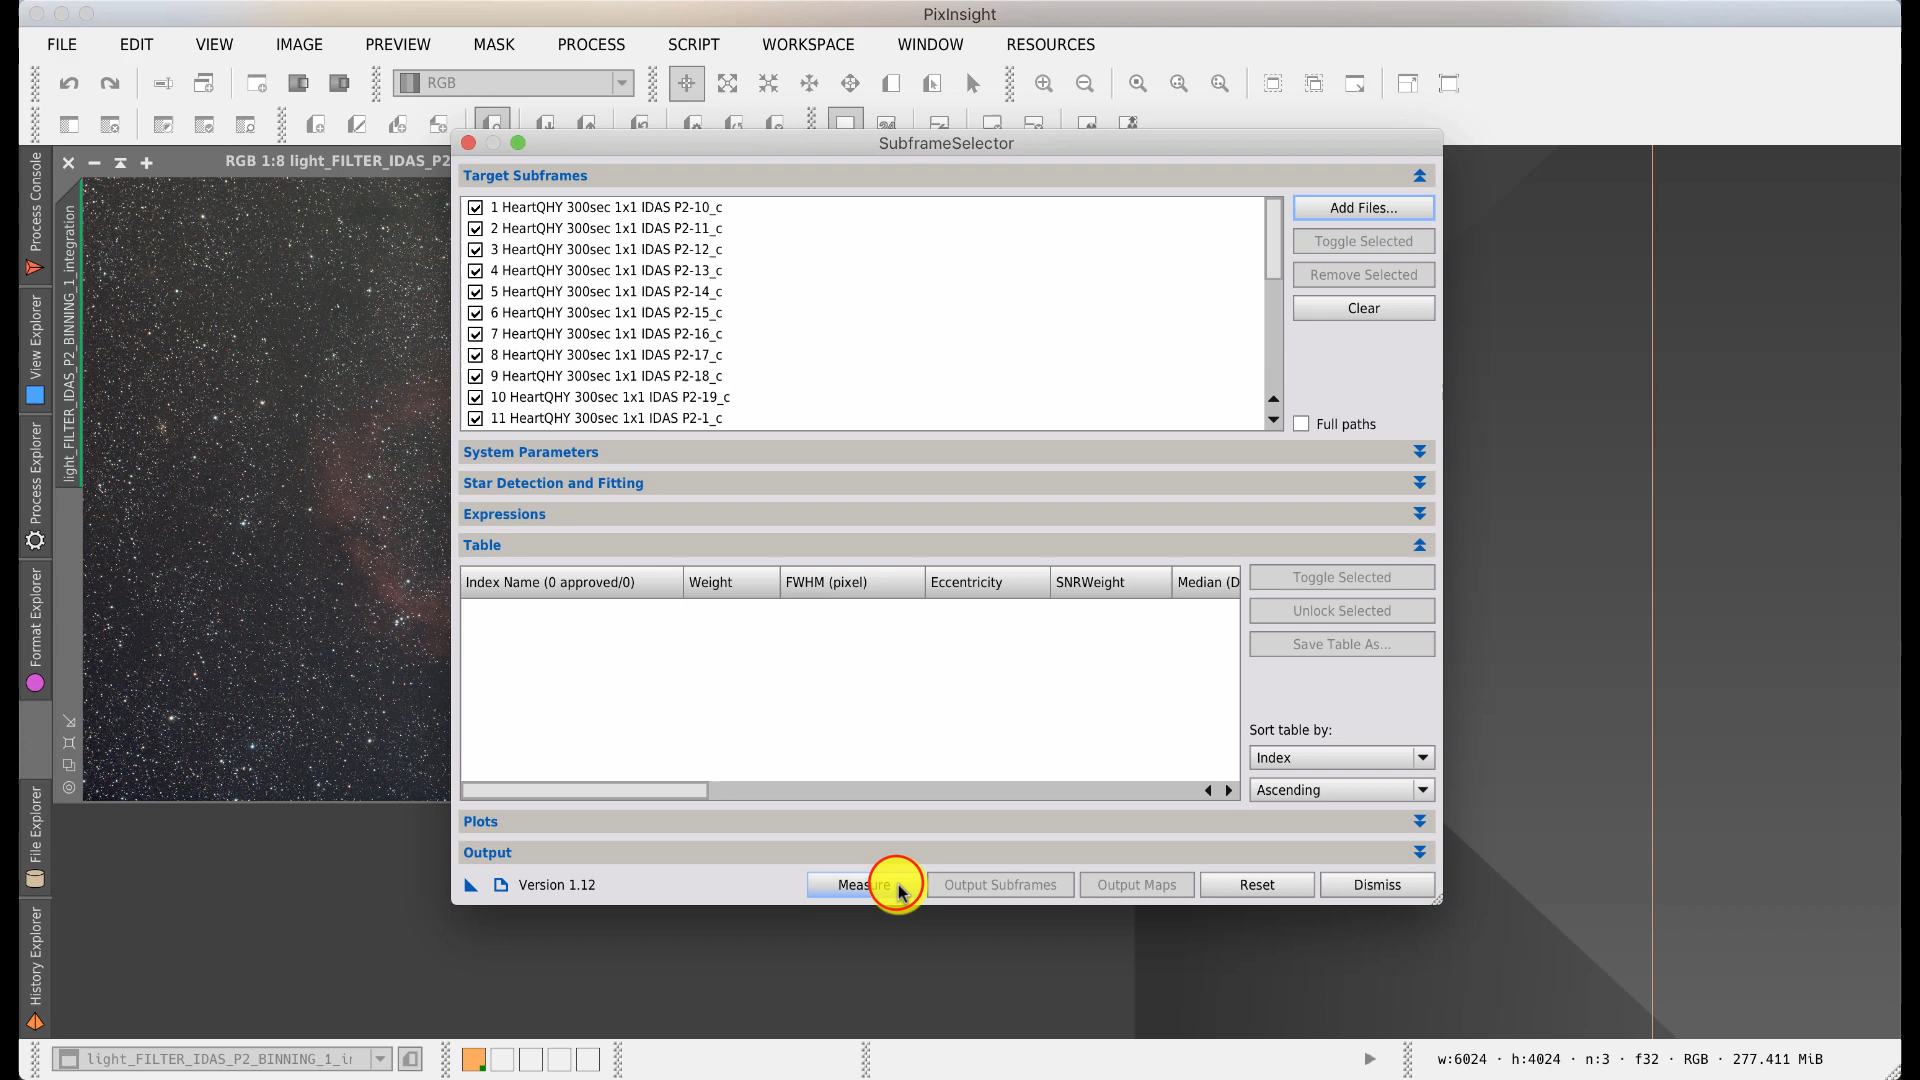 PixInsight
FILE EDIT VIEW IMAGE PREVIEW MASK PROCESS SCRIPT WORKSPACE WINDOW RESOURCES
RGB
RGB 1:8 light_FILTER_IDAS_P2
light_FILTER_IDAS_P2_BINNING_1_integration
Process Console
View Explorer
Process Explorer
Format Explorer
File Explorer
History Explorer
SubframeSelector
Target Subframes
1 HeartQHY 300sec 1x1 IDAS P2-10_c
2 HeartQHY 300sec 1x1 IDAS P2-11_c
3 HeartQHY 300sec 1x1 IDAS P2-12_c
4 HeartQHY 300sec 1x1 IDAS P2-13_c
5 HeartQHY 300sec 1x1 IDAS P2-14_c
6 HeartQHY 300sec 1x1 IDAS P2-15_c
7 HeartQHY 300sec 1x1 IDAS P2-16_c
8 HeartQHY 300sec 1x1 IDAS P2-17_c
9 HeartQHY 300sec 1x1 IDAS P2-18_c
10 HeartQHY 300sec 1x1 IDAS P2-19_c
11 HeartQHY 300sec 1x1 IDAS P2-1_c
Add Files...
Toggle Selected
Remove Selected
Clear
Full paths
System Parameters
Star Detection and Fitting
Expressions
Table
Index Name (0 approved/0) Weight FWHM (pixel) Eccentricity SNRWeight Median (D
Toggle Selected
Unlock Selected
Save Table As...
Sort table by:
Index
Ascending
Plots
Output
Version 1.12 Measure Output Subframes Output Maps Reset Dismiss
light_FILTER_IDAS_P2_BINNING_1_ir
w:6024 · h:4024 · n:3 · f32 · RGB · 277.411 MiB